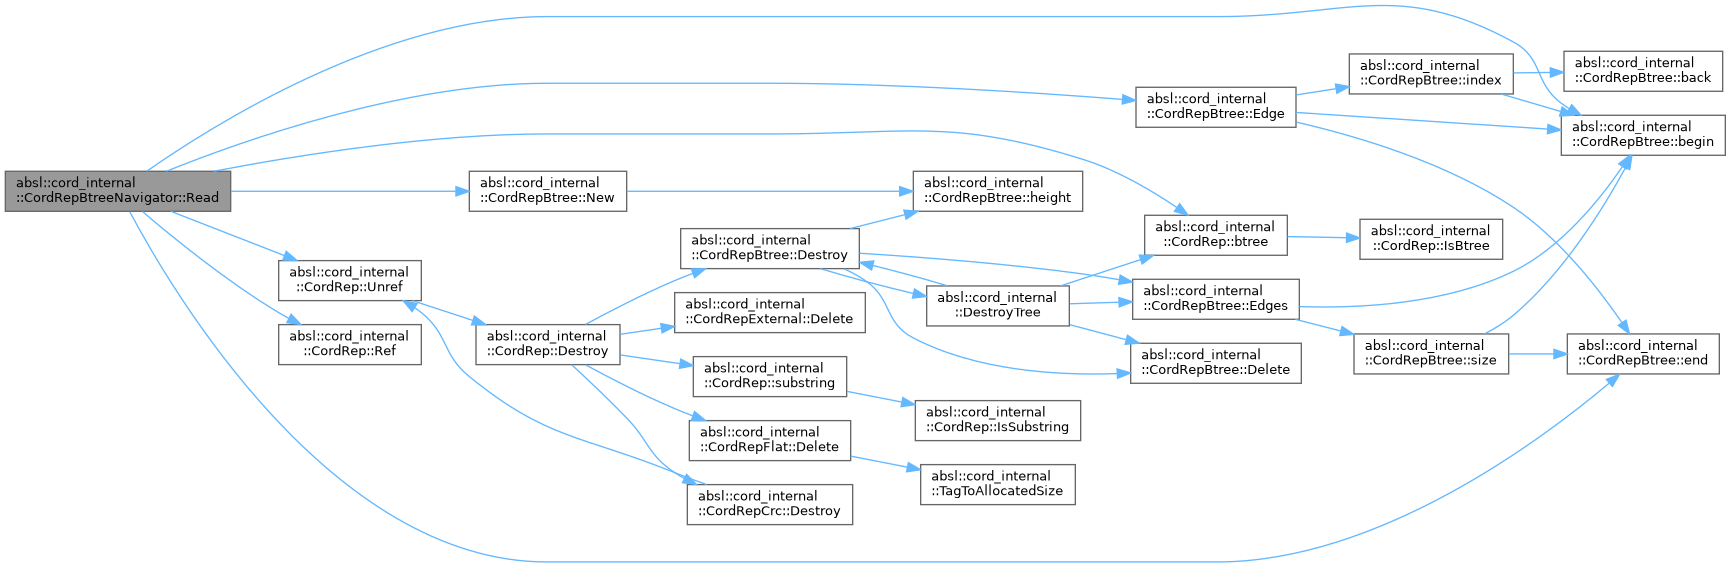 absl::cord_internal
::CordRepBtreeNavigator::Read
absl::cord_internal
::CordRep::Unref
absl::cord_internal
::CordRep::Ref
absl::cord_internal
::CordRepBtree::New
absl::cord_internal
::CordRep::Destroy
absl::cord_internal
::CordRepBtree::Destroy
absl::cord_internal
::CordRepExternal::Delete
absl::cord_internal
::CordRep::substring
absl::cord_internal
::CordRepFlat::Delete
absl::cord_internal
::CordRepCrc::Destroy
absl::cord_internal
::CordRepBtree::height
absl::cord_internal
::DestroyTree
absl::cord_internal
::CordRep::IsSubstring
absl::cord_internal
::TagToAllocatedSize
absl::cord_internal
::CordRepBtree::Edge
absl::cord_internal
::CordRep::btree
absl::cord_internal
::CordRepBtree::Edges
absl::cord_internal
::CordRepBtree::Delete
absl::cord_internal
::CordRepBtree::index
absl::cord_internal
::CordRep::IsBtree
absl::cord_internal
::CordRepBtree::size
absl::cord_internal
::CordRepBtree::back
absl::cord_internal
::CordRepBtree::begin
absl::cord_internal
::CordRepBtree::end